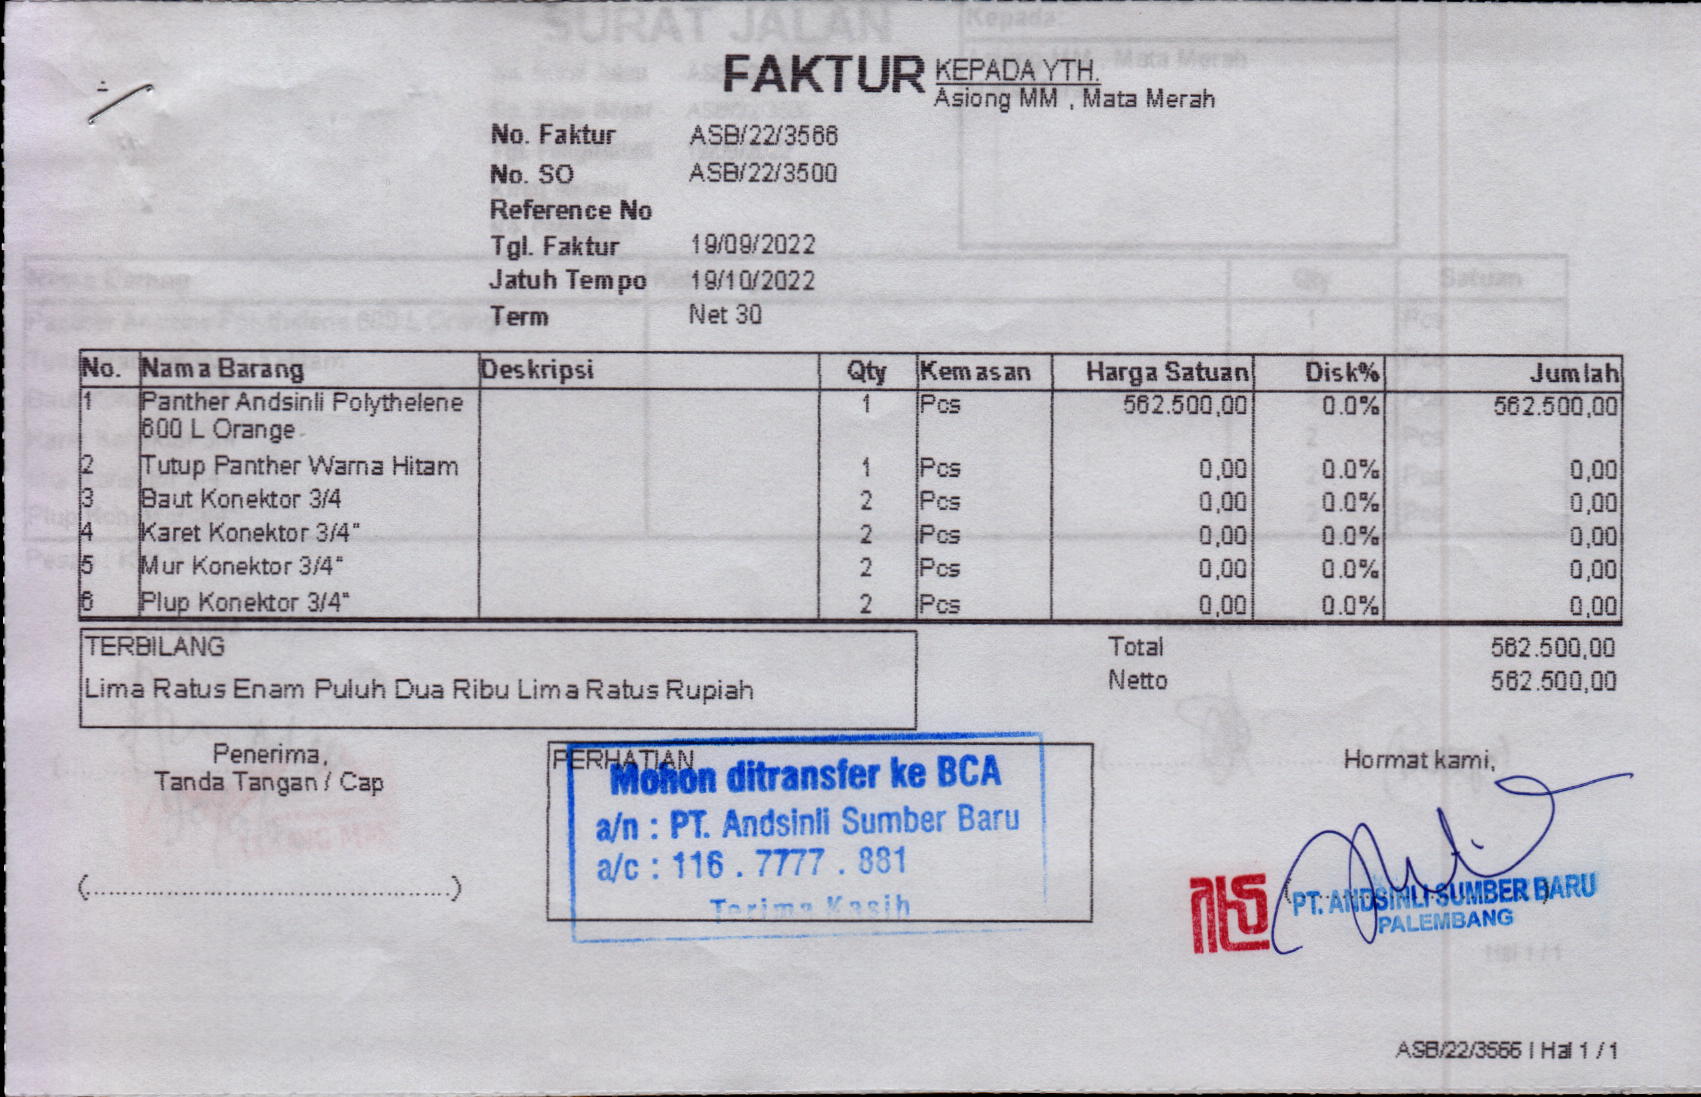 FAKTUR
KEPADA YTH.
Asiong MM , Mata Merah
No. Faktur ASB/22/3566
No. SO ASB/22/3500
Reference No
Tgl. Faktur 19/09/2022
Jatuh Tempo 19/10/2022
Term Net 30
No. Nama Barang Deskripsi Qty Kemasan Harga Satuan Disk% Jumlah
1 Panther Andsinli Polythelene 1 Pcs 562.500,00 0.0% 562.500,00
600 L Orange
2 Tutup Panther Warna Hitam 1 Pcs 0,00 0.0% 0,00
3 Baut Konektor 3/4 2 Pcs 0,00 0.0% 0,00
4 Karet Konektor 3/4" 2 Pcs 0,00 0.0% 0,00
5 Mur Konektor 3/4" 2 Pcs 0,00 0.0% 0,00
6 Plup Konektor 3/4" 2 Pcs 0,00 0.0% 0,00
TERBILANG
Lima Ratus Enam Puluh Dua Ribu Lima Ratus Rupiah
Total 562.500,00
Netto 562.500,00
Penerima,
Tanda Tangan / Cap
(..........................................................)
PERHATIAN
Mohon ditransfer ke BCA
a/n : PT. Andsinli Sumber Baru
a/c : 116 . 7777 . 881
Terima Kasih
Hormat kami,
PT. ANDSINLI SUMBER BARU
PALEMBANG
ASB/22/3566 | Hal 1 / 1